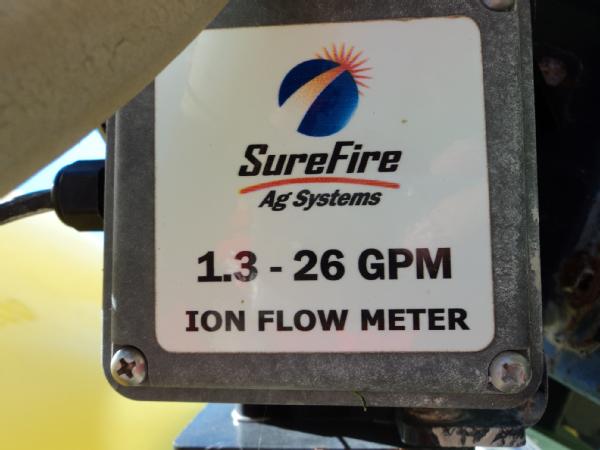 SureFire
Ag Systems
1.3 - 26 GPM
ION FLOW METER